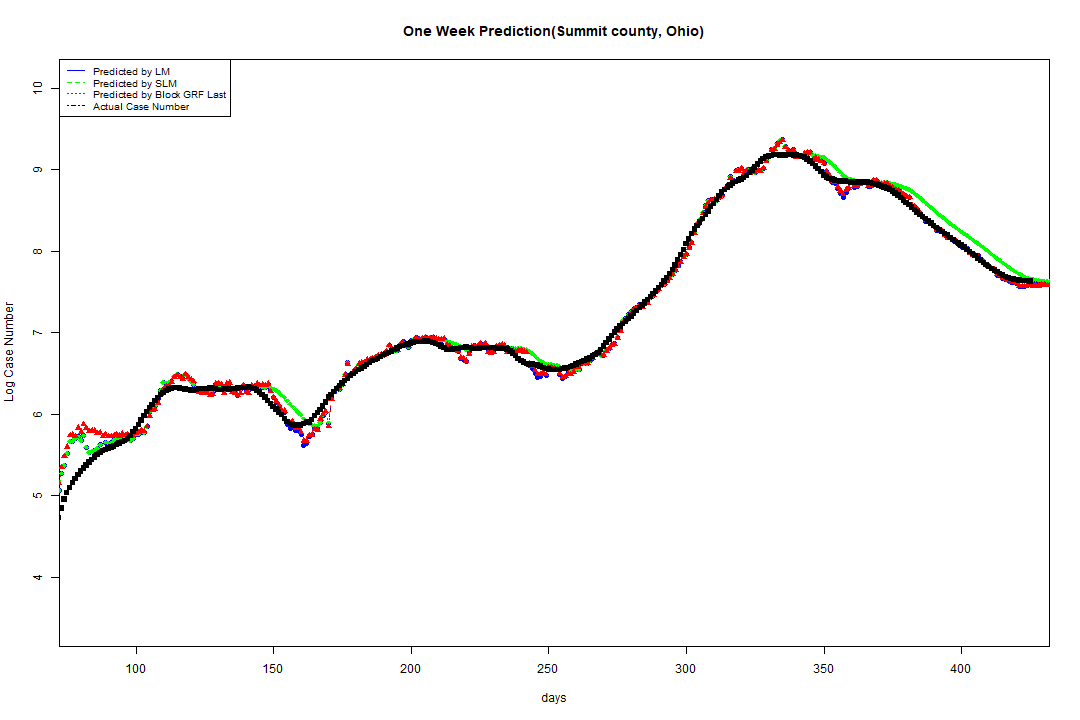 One Week Prediction(Summit county, Ohio)
Predicted by LM
Predicted by SLM
Predicted by Block GRF Last
Actual Case Number
10
9
8
7
6
5
4
Log Case Number
100 150 200 250 300 350 400
days